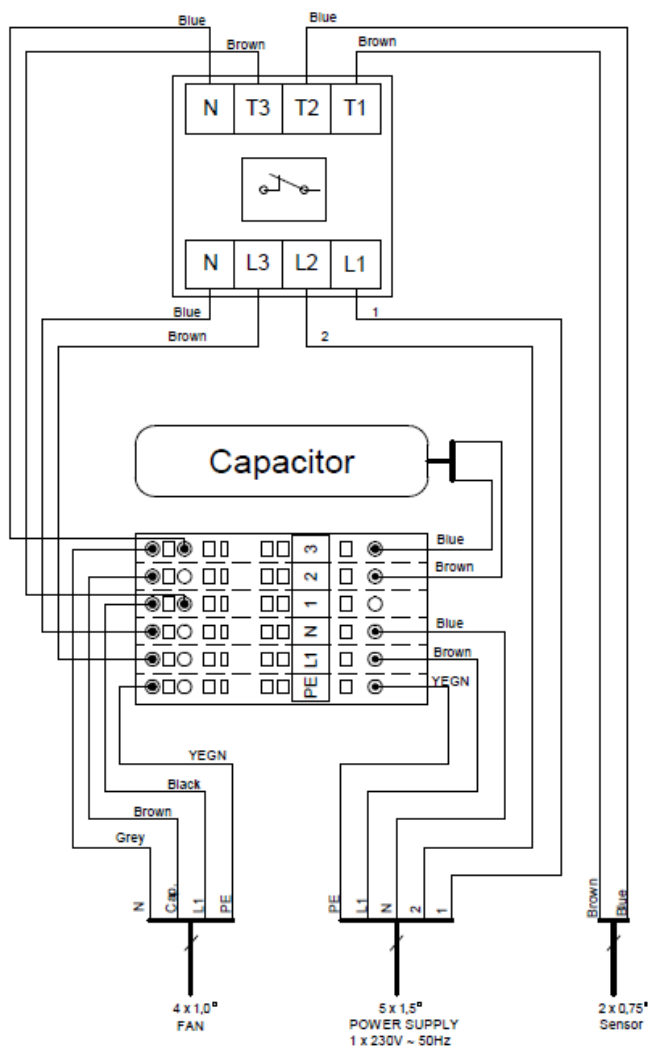 Blue
Blue
Brown
Brown
N T3 T2 T1
N L3 L2 L1
Blue
1
Brown
2
Capacitor
3
Blue
2
Brown
1
N
Blue
L1
Brown
PE
YEGN
YEGN
Black
Brown
Grey
N Cap. L1 PE
PE L1 N 2 1
Brown Blue
4 x 1,0¤
FAN
5 x 1,5¤
POWER SUPPLY
1 x 230V ~ 50Hz
2 x 0,75¤
Sensor